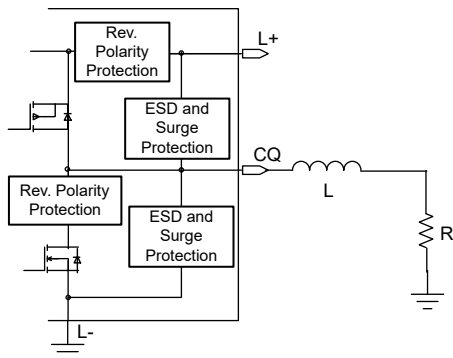 Rev.
Polarity
Protection
L+
ESD and
Surge
Protection
CQ
L
Rev. Polarity
Protection
ESD and
Surge
Protection
R
L-